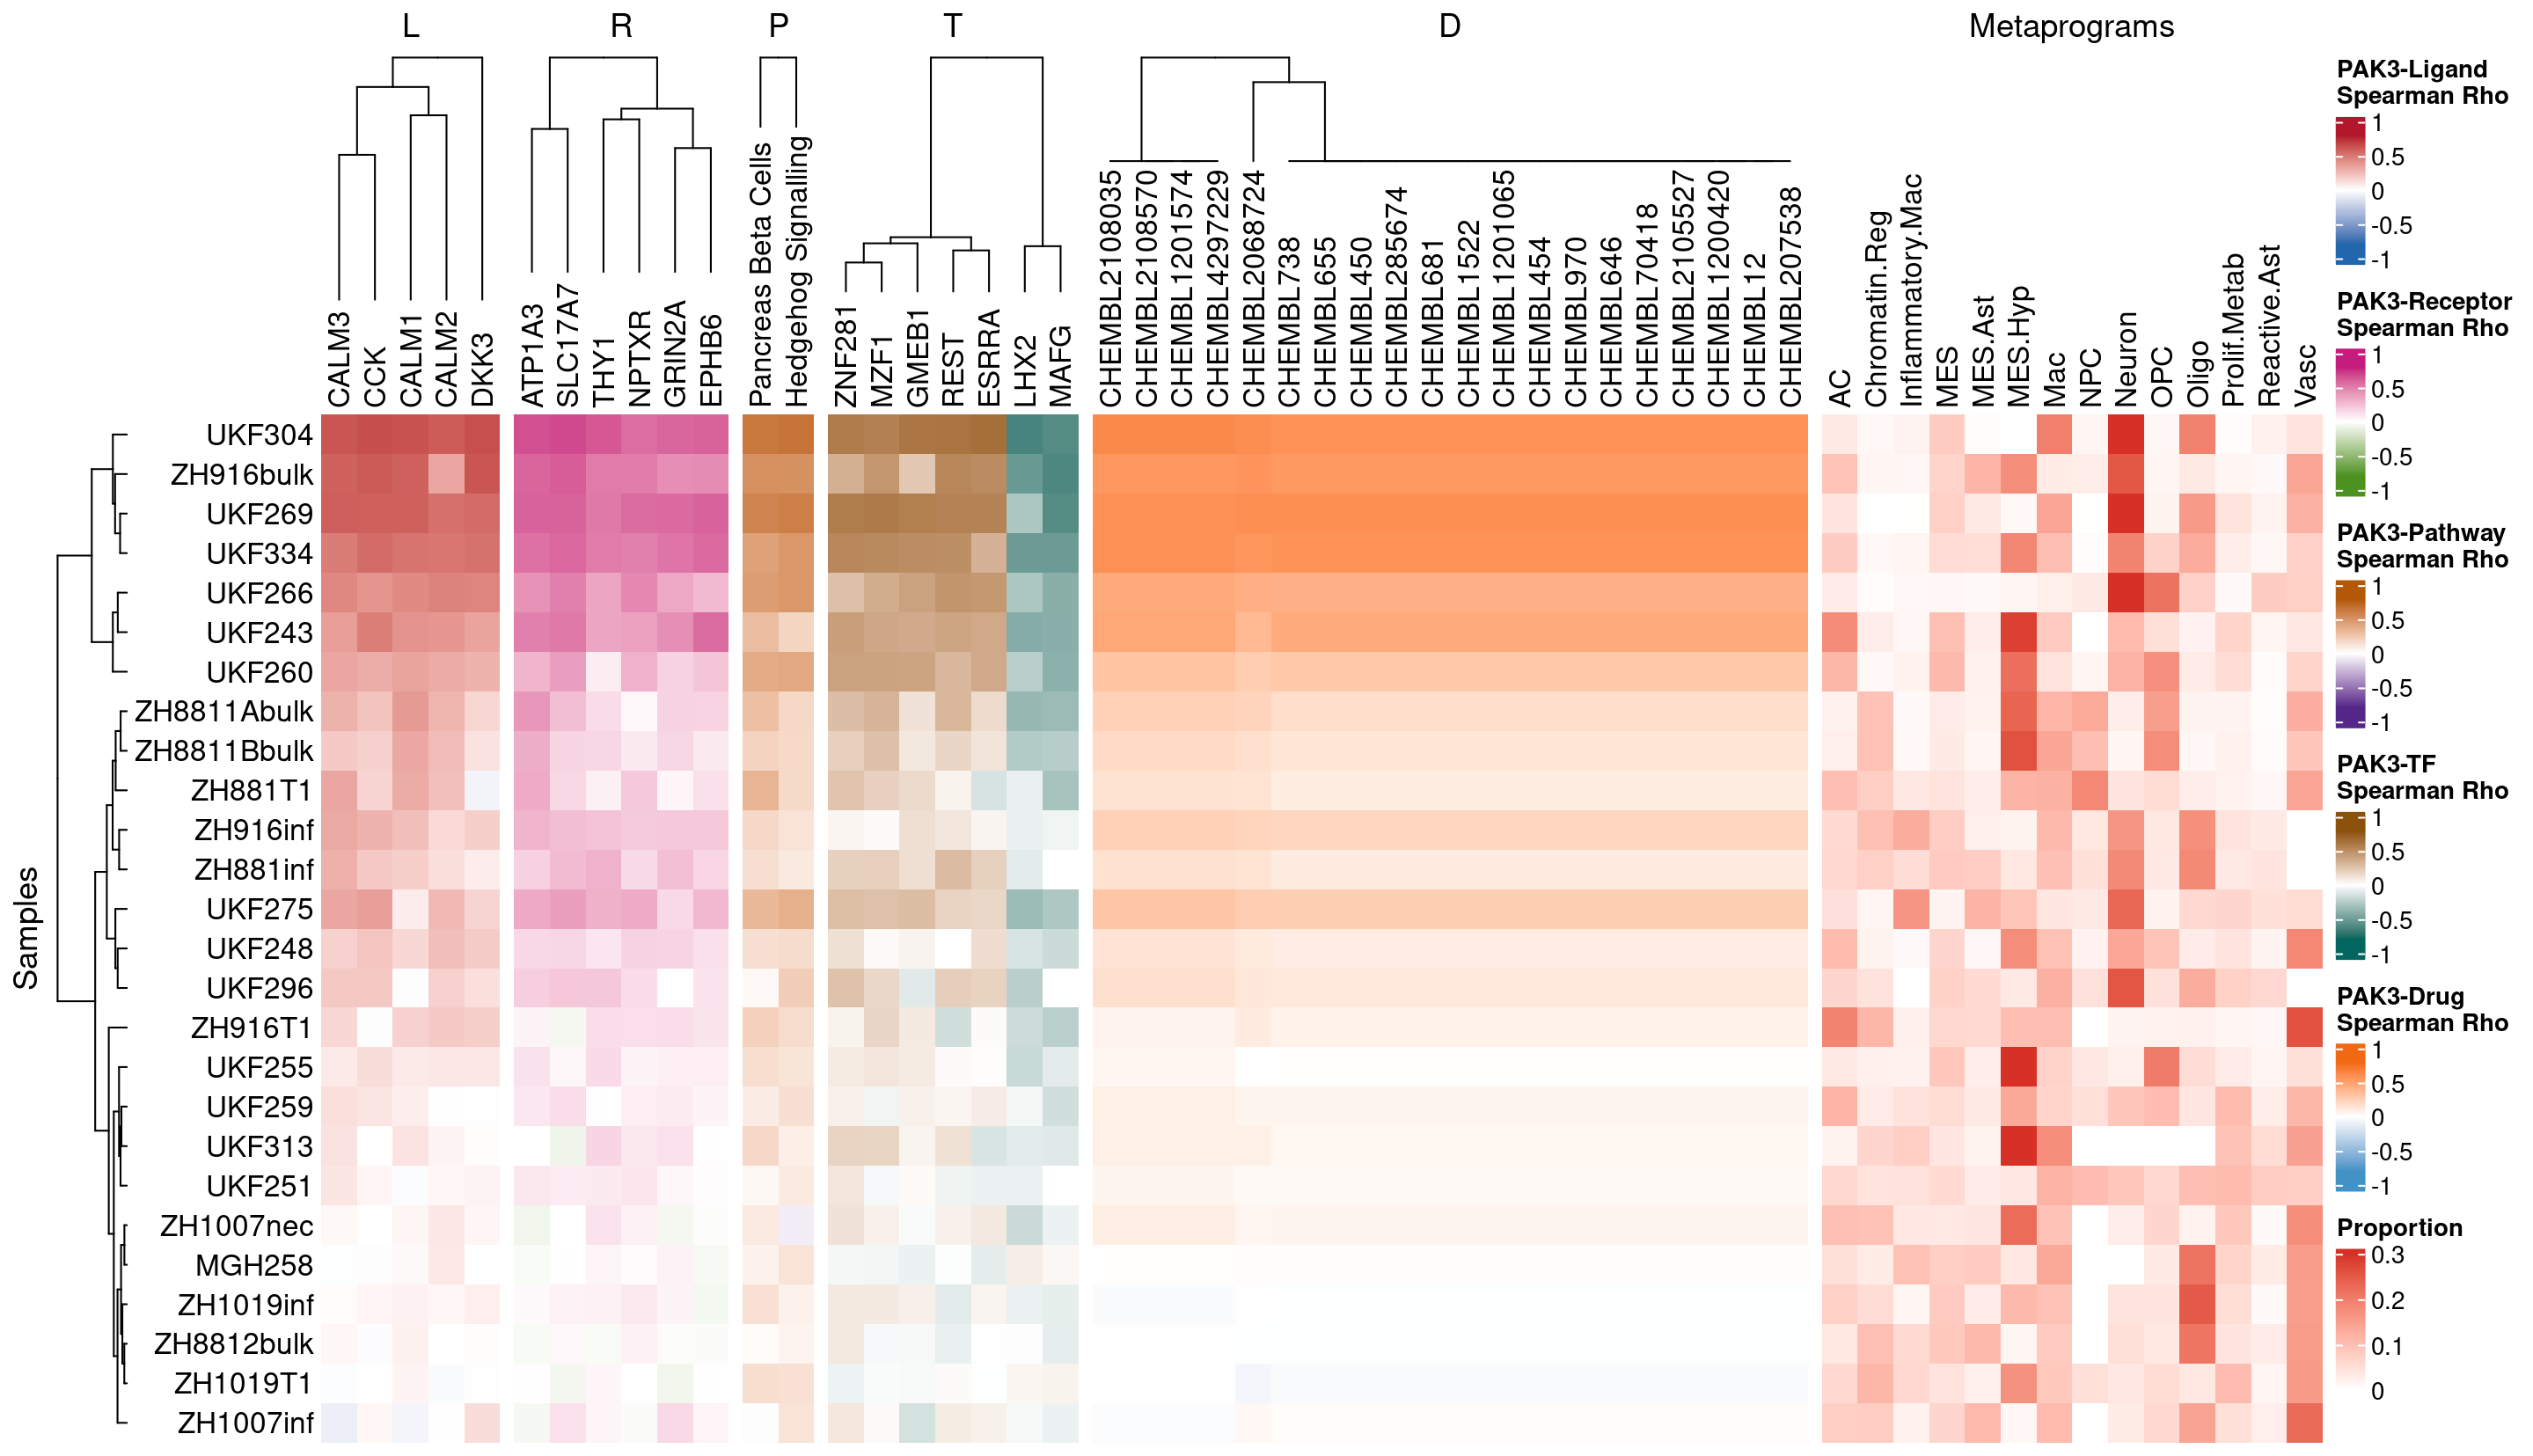 L
R
P
T
D
Metaprograms
CALM3
CCK
CALM1
CALM2
DKK3
ATP1A3
SLC17A7
THY1
NPTXR
GRIN2A
EPHB6
Pancreas Beta Cells
Hedgehog Signalling
ZNF281
MZF1
GMEB1
REST
ESRRA
LHX2
MAFG
CHEMBL2108035
CHEMBL2108570
CHEMBL1201574
CHEMBL4297229
CHEMBL2068724
CHEMBL738
CHEMBL655
CHEMBL450
CHEMBL285674
CHEMBL681
CHEMBL1522
CHEMBL1201065
CHEMBL454
CHEMBL970
CHEMBL646
CHEMBL70418
CHEMBL2105527
CHEMBL1200420
CHEMBL12
CHEMBL207538
AC
Chromatin.Reg
Inflammatory.Mac
MES
MES.Ast
MES.Hyp
Mac
NPC
Neuron
OPC
Oligo
Prolif.Metab
Reactive.Ast
Vasc
Samples
UKF304
ZH916bulk
UKF269
UKF334
UKF266
UKF243
UKF260
ZH8811Abulk
ZH8811Bbulk
ZH881T1
ZH916inf
ZH881inf
UKF275
UKF248
UKF296
ZH916T1
UKF255
UKF259
UKF313
UKF251
ZH1007nec
MGH258
ZH1019inf
ZH8812bulk
ZH1019T1
ZH1007inf
PAK3-Ligand
Spearman Rho
1
0.5
0
-0.5
-1
PAK3-Receptor
Spearman Rho
1
0.5
0
-0.5
-1
PAK3-Pathway
Spearman Rho
1
0.5
0
-0.5
-1
PAK3-TF
Spearman Rho
1
0.5
0
-0.5
-1
PAK3-Drug
Spearman Rho
1
0.5
0
-0.5
-1
Proportion
0.3
0.2
0.1
0